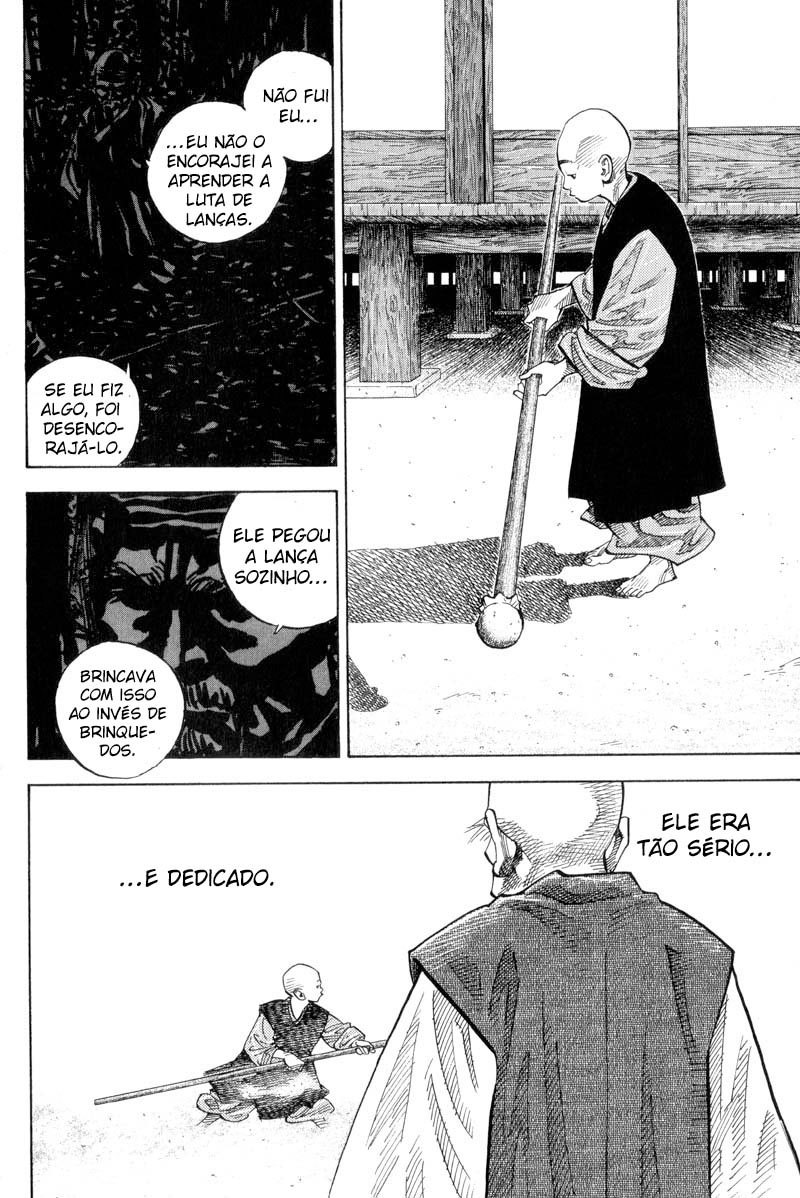 NÃO FUI
EU...
...EU NÃO O
ENCORAJEI A
APRENDER A
LUTA DE
LANÇAS.
SE EU FIZ
ALGO, FOI
DESENCO-
RAJÁ-LO.
ELE PEGOU
A LANÇA
SOZINHO...
BRINCAVA
COM ISSO
AO INVÉS DE
BRINQUE-
DOS.
ELE ERA
TÃO SÉRIO...
...E DEDICADO.